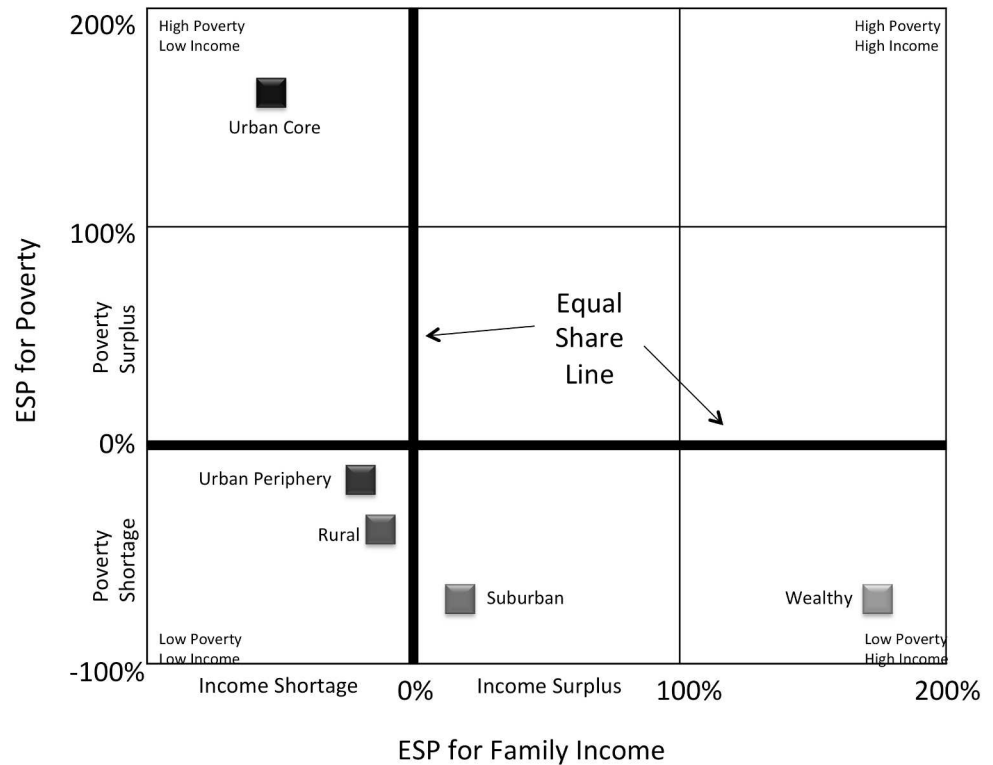 200%
High Poverty
Low Income
High Poverty
High Income
Urban Core
100%
ESP for Poverty
Poverty
Surplus
Equal
Share
Line
0%
Urban Periphery
Rural
Poverty
Shortage
Suburban
Wealthy
Low Poverty
Low Income
Low Poverty
High Income
-100%
Income Shortage
0%
Income Surplus
100%
200%
ESP for Family Income